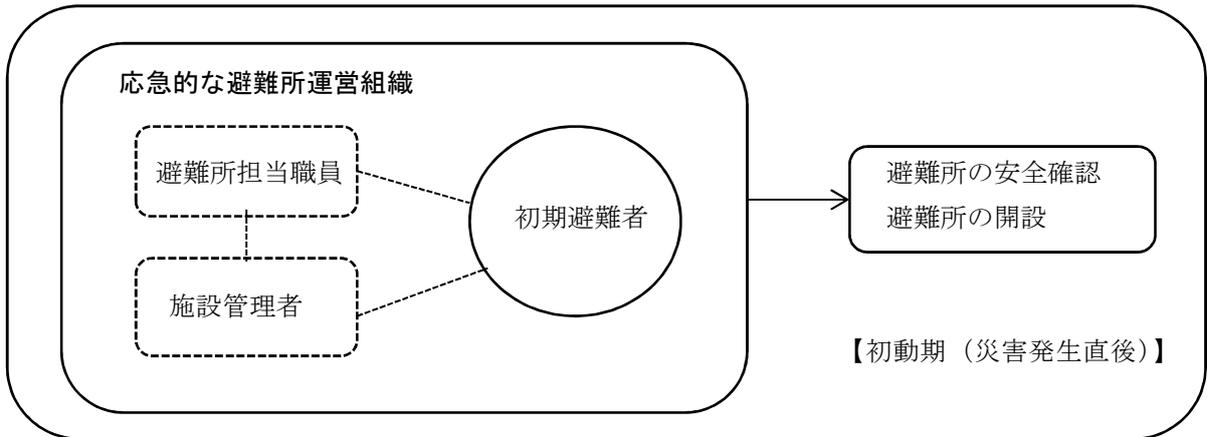 応急的な避難所運営組織
避難所担当職員
施設管理者
初期避難者
避難所の安全確認
避難所の開設
【初動期（災害発生直後）】